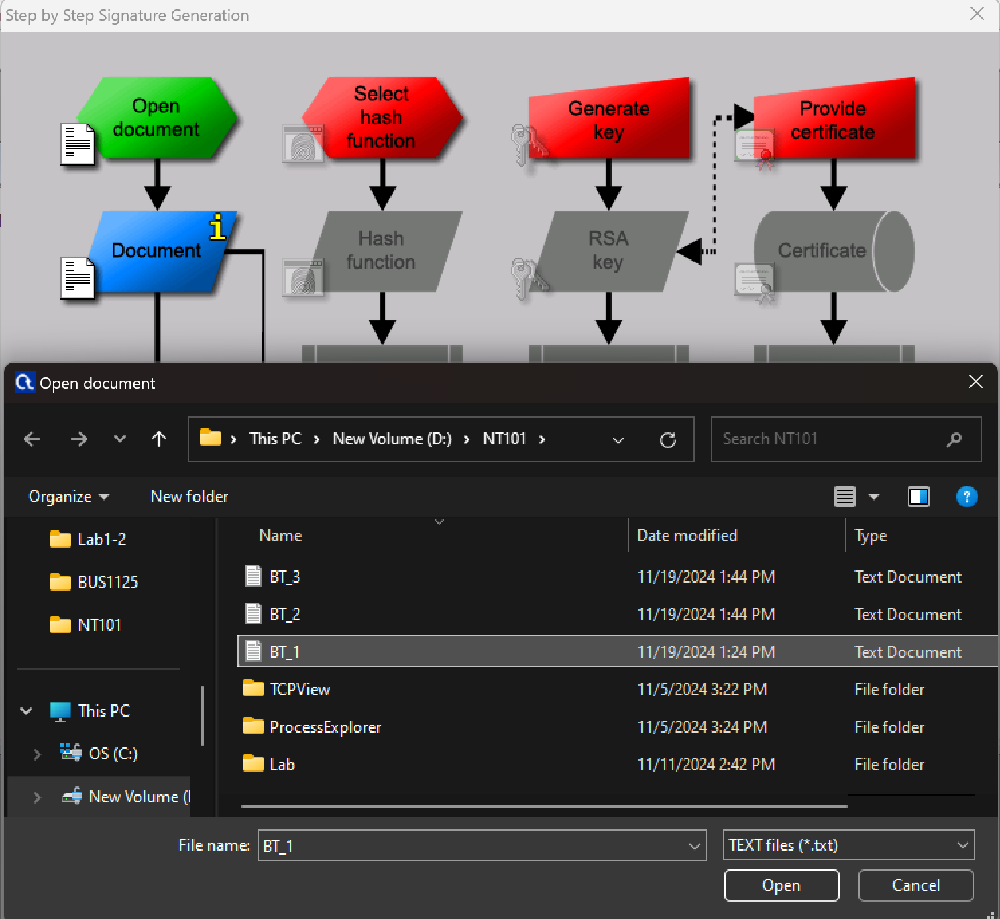 Step by Step Signature Generation
Open
document
Select
hash
function
Generate
key
Provide
certificate
Document
i
Hash
function
RSA
key
Certificate
Open document
This PC > New Volume (D:) > NT101 >
Search NT101
Organize
New folder
?
Lab1-2
BUS1125
NT101
This PC
OS (C:)
New Volume (
Name Date modified Type
BT_3 11/19/2024 1:44 PM Text Document
BT_2 11/19/2024 1:44 PM Text Document
BT_1 11/19/2024 1:24 PM Text Document
TCPView 11/5/2024 3:22 PM File folder
ProcessExplorer 11/5/2024 3:24 PM File folder
Lab 11/11/2024 2:42 PM File folder
File name: BT_1 TEXT files (*.txt)
Open Cancel